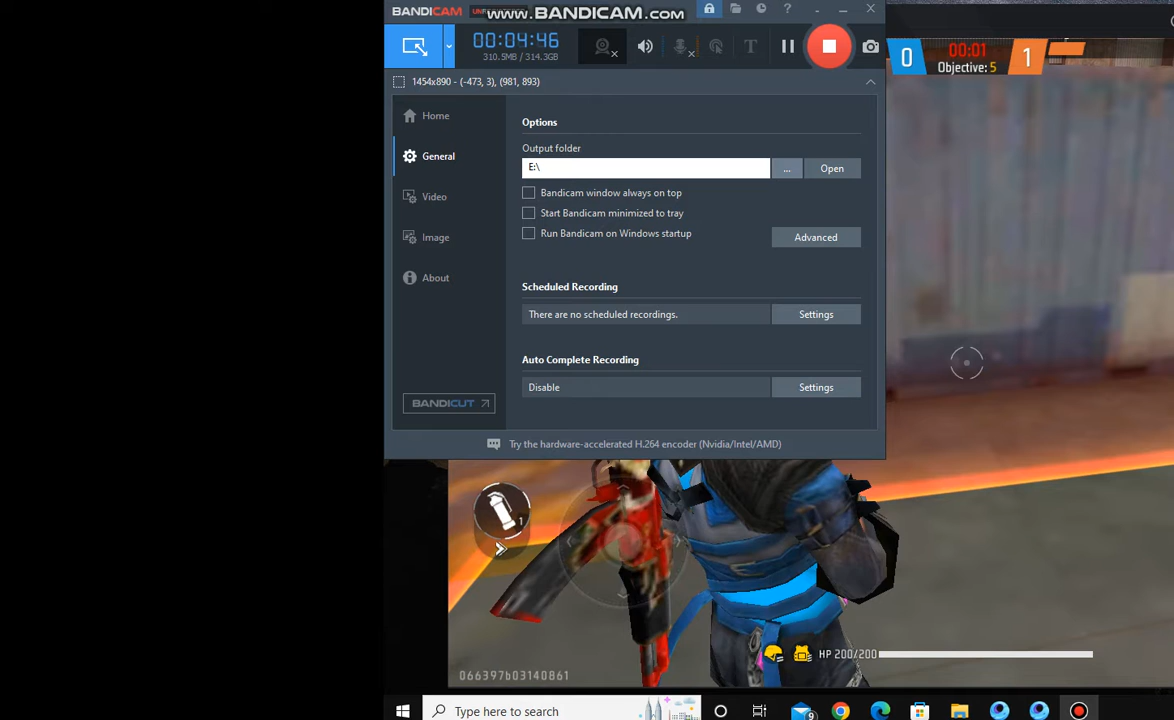 BANDICAM
www.BANDICAM.com
00:04:46
310.5MB / 314.3GB
T
1454x890 - (-473, 3), (981, 893)
Home
General
Video
Image
About
BANDICUT
Options
Output folder
E:\
...
Open
Bandicam window always on top
Start Bandicam minimized to tray
Run Bandicam on Windows startup
Advanced
Scheduled Recording
There are no scheduled recordings.
Settings
Auto Complete Recording
Disable
Settings
Try the hardware-accelerated H.264 encoder (Nvidia/Intel/AMD)
0
00:01
Objective: 5
1
1
HP 200/200
066397b03140861
Type here to search
9